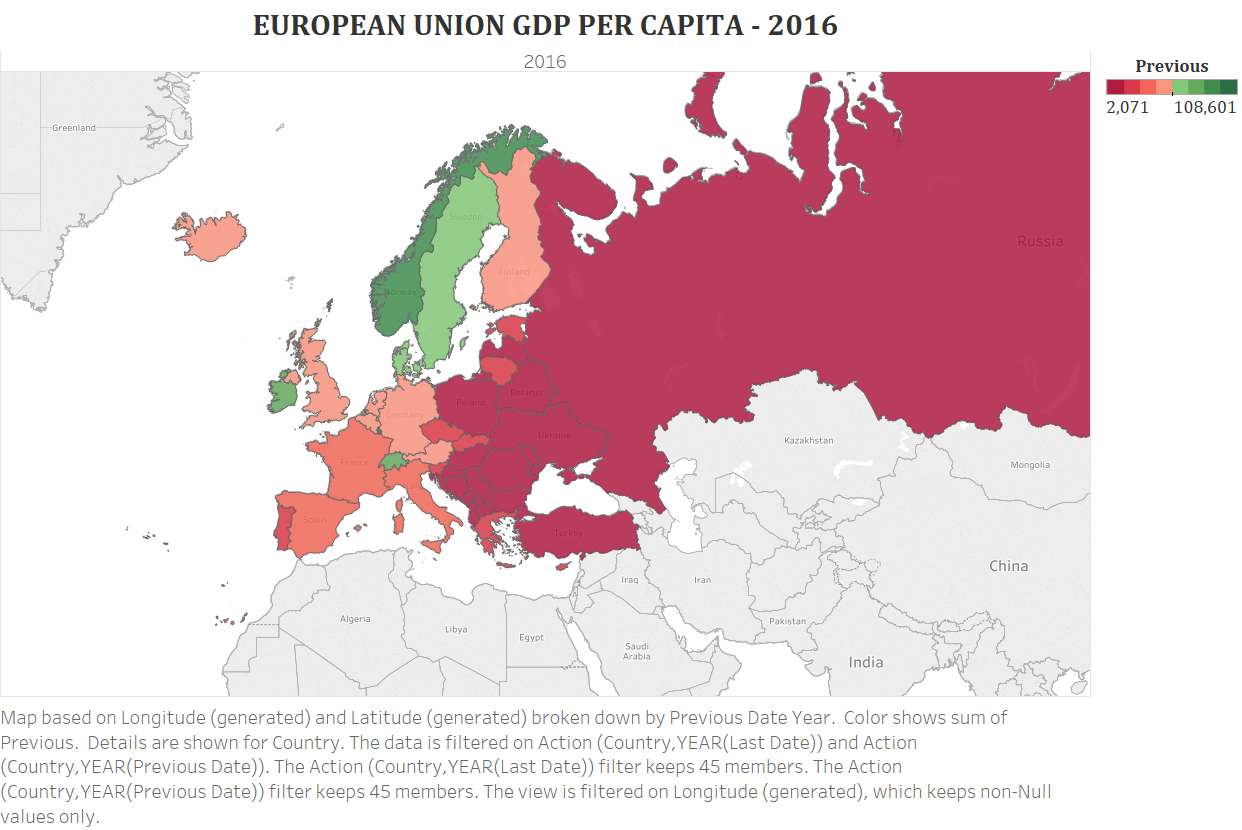 EUROPEAN UNION GDP PER CAPITA - 2016
2016
Previous
2,071 108,601
Greenland
Russia
Sweden
Finland
Norway
Belarus
Poland
Germany
Ukraine
Kazakhstan
France
Mongolia
Spain
Turkey
China
Iraq
Iran
Algeria
Pakistan
Libya
Egypt
Saudi
Arabia
India
Map based on Longitude (generated) and Latitude (generated) broken down by Previous Date Year.  Color shows sum of
Previous.  Details are shown for Country. The data is filtered on Action (Country,YEAR(Last Date)) and Action
(Country,YEAR(Previous Date)). The Action (Country,YEAR(Last Date)) filter keeps 45 members. The Action
(Country,YEAR(Previous Date)) filter keeps 45 members. The view is filtered on Longitude (generated), which keeps non-Null
values only.